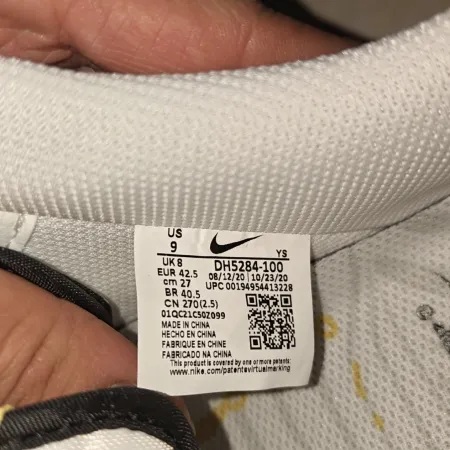 US
9
YS
UK 8
EUR 42.5
cm 27
BR 40.5
CN 270(2.5)
DH5284-100
08/12/20 | 10/23/20
UPC 00194954413228
01QC21C50Z099
MADE IN CHINA
HECHO EN CHINA
FABRIQUE EN CHINE
FABRICADO NA CHINA
This product is covered by one or more patents:
www.nike.com/patentsvirtualmarking